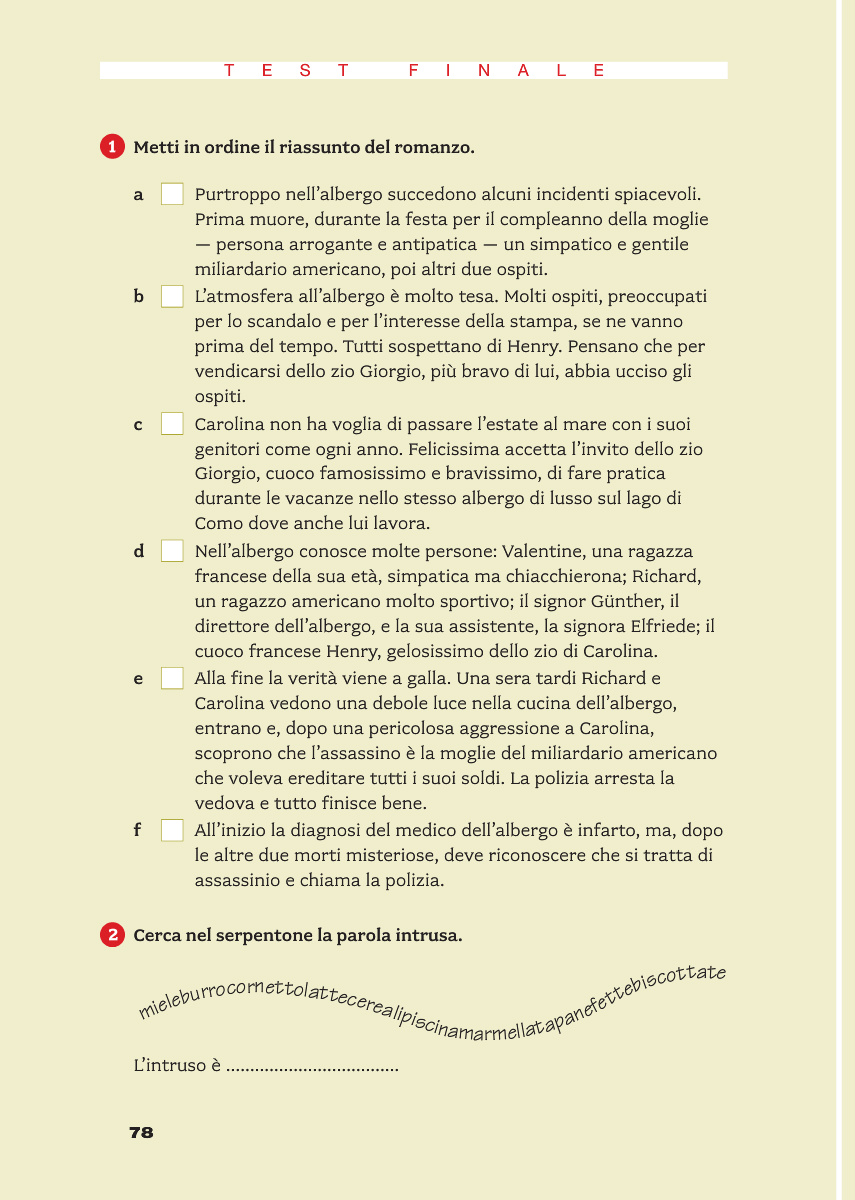 TEST FINALE
1 Metti in ordine il riassunto del romanzo.
a Purtroppo nell'albergo succedono alcuni incidenti spiacevoli.
Prima muore, durante la festa per il compleanno della moglie
— persona arrogante e antipatica — un simpatico e gentile
miliardario americano, poi altri due ospiti.
b L'atmosfera all'albergo è molto tesa. Molti ospiti, preoccupati
per lo scandalo e per l'interesse della stampa, se ne vanno
prima del tempo. Tutti sospettano di Henry. Pensano che per
vendicarsi dello zio Giorgio, più bravo di lui, abbia ucciso gli
ospiti.
c Carolina non ha voglia di passare l'estate al mare con i suoi
genitori come ogni anno. Felicissima accetta l'invito dello zio
Giorgio, cuoco famosissimo e bravissimo, di fare pratica
durante le vacanze nello stesso albergo di lusso sul lago di
Como dove anche lui lavora.
d Nell'albergo conosce molte persone: Valentine, una ragazza
francese della sua età, simpatica ma chiacchierona; Richard,
un ragazzo americano molto sportivo; il signor Günther, il
direttore dell'albergo, e la sua assistente, la signora Elfriede; il
cuoco francese Henry, gelosissimo dello zio di Carolina.
e Alla fine la verità viene a galla. Una sera tardi Richard e
Carolina vedono una debole luce nella cucina dell'albergo,
entrano e, dopo una pericolosa aggressione a Carolina,
scoprono che l'assassino è la moglie del miliardario americano
che voleva ereditare tutti i suoi soldi. La polizia arresta la
vedova e tutto finisce bene.
f All'inizio la diagnosi del medico dell'albergo è infarto, ma, dopo
le altre due morti misteriose, deve riconoscere che si tratta di
assassinio e chiama la polizia.
2 Cerca nel serpentone la parola intrusa.
mieleburrocornettolattecerealipiscinamarmellatapanefettebiscottate
L'intruso è ....................................
78